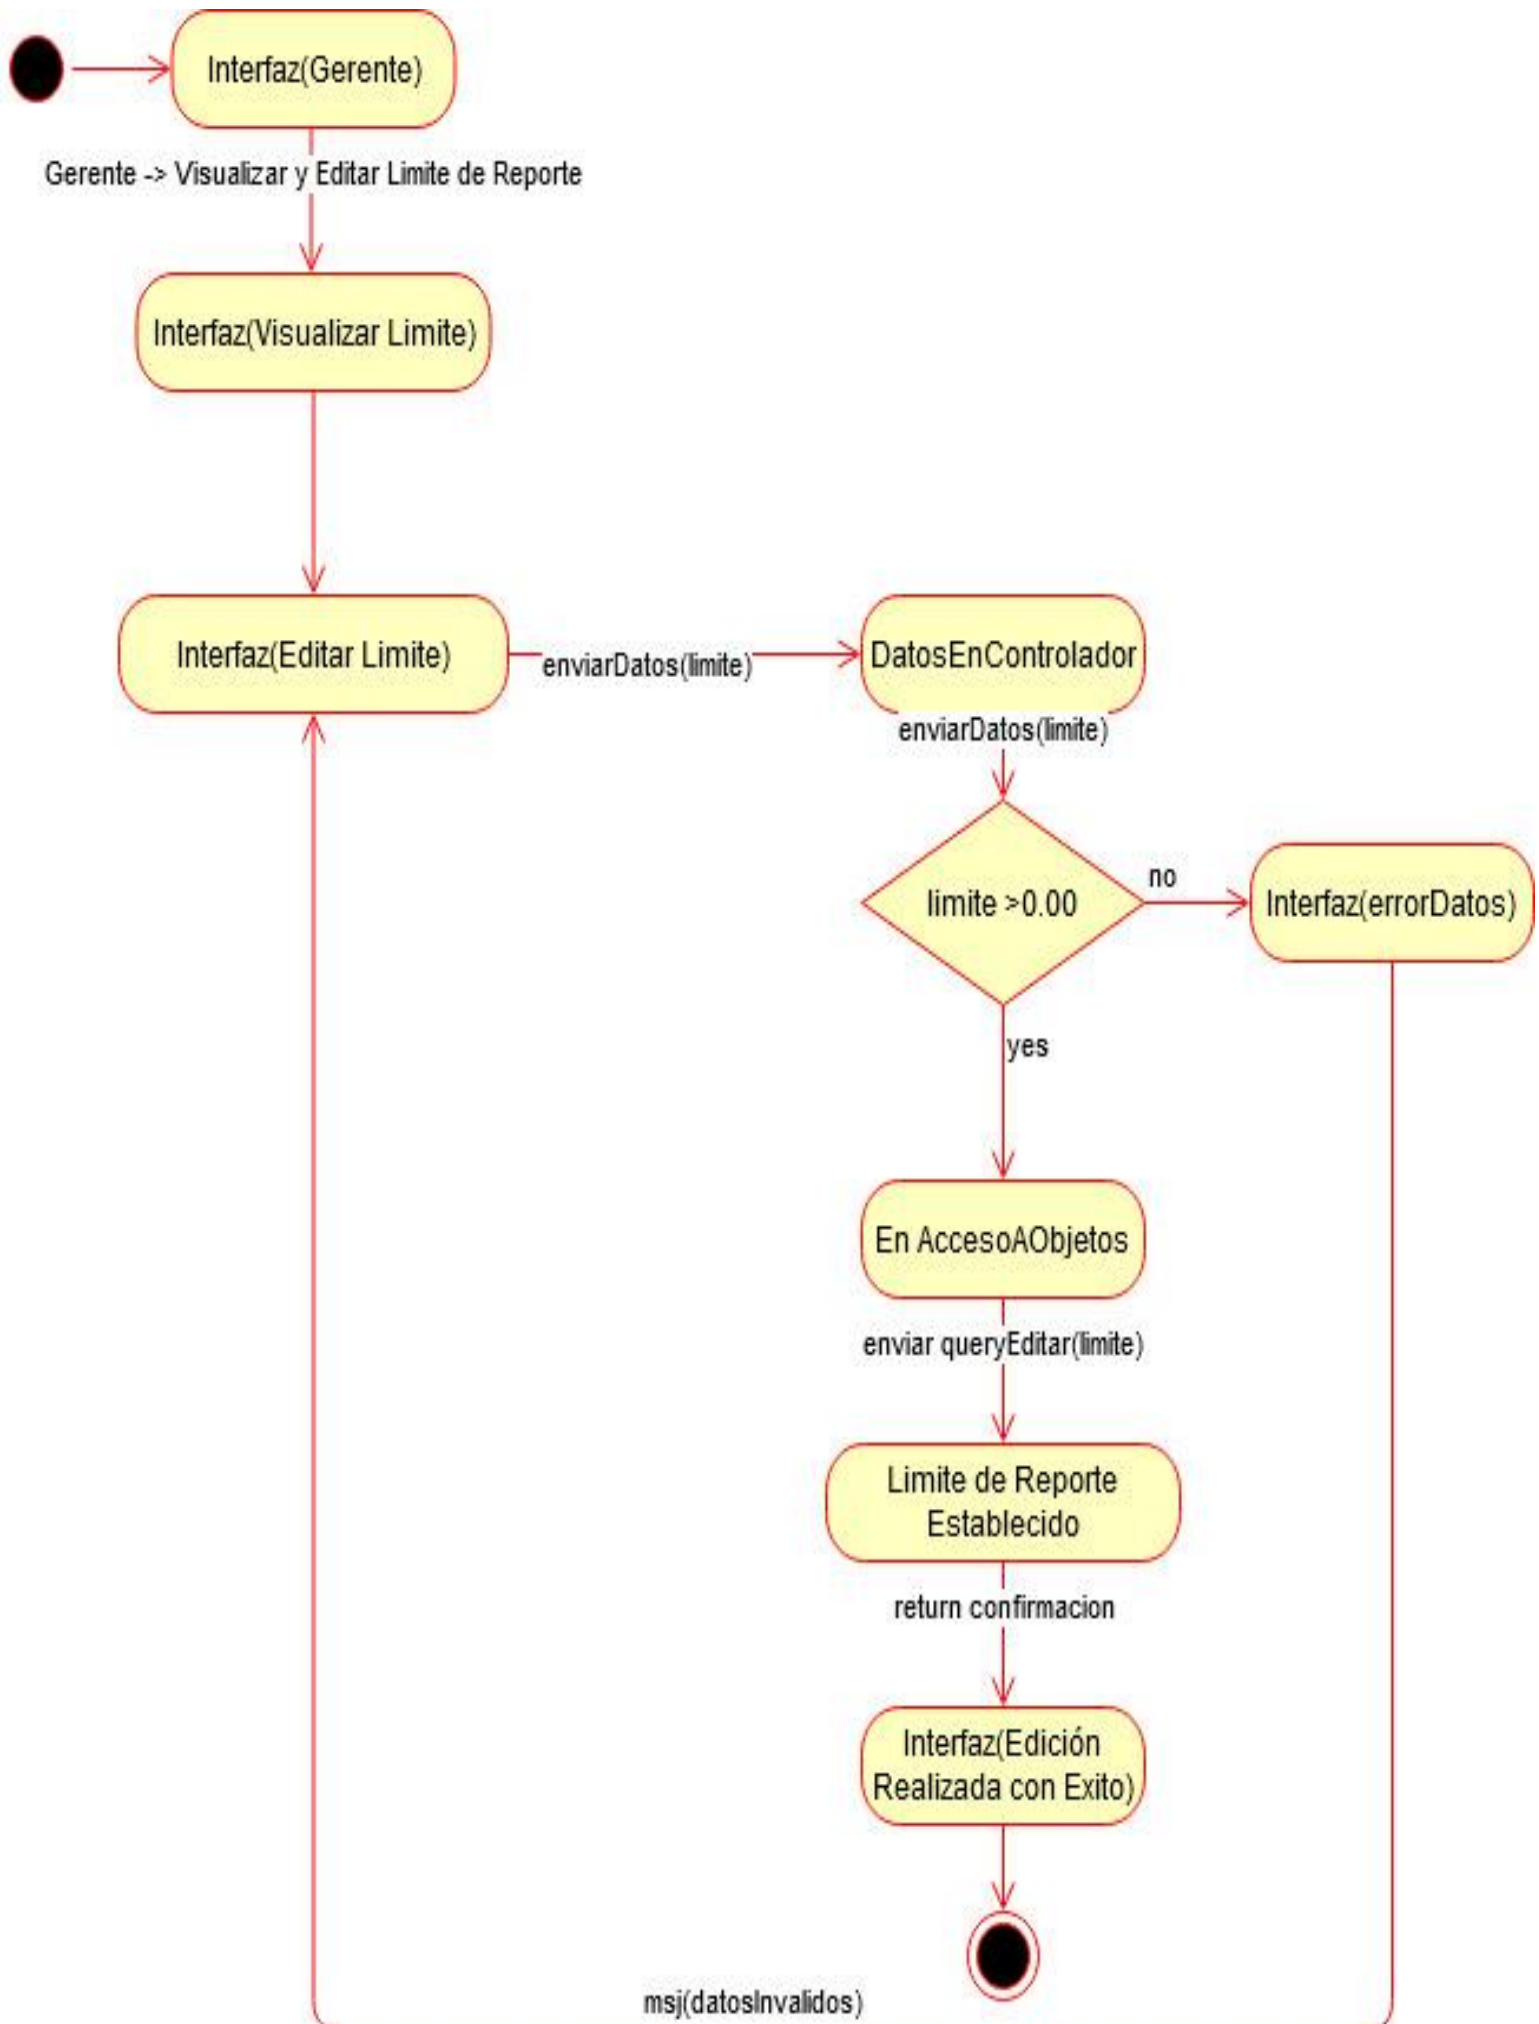 Interfaz(Gerente)
Gerente -> Visualizar y Editar Limite de Reporte
Interfaz(Visualizar Limite)
Interfaz(Editar Limite)
enviarDatos(limite)
DatosEnControlador
enviarDatos(limite)
limite >0.00
no
Interfaz(errorDatos)
yes
En AccesoAObjetos
enviar queryEditar(limite)
Limite de Reporte
Establecido
return confirmacion
Interfaz(Edición
Realizada con Exito)
msj(datosInvalidos)